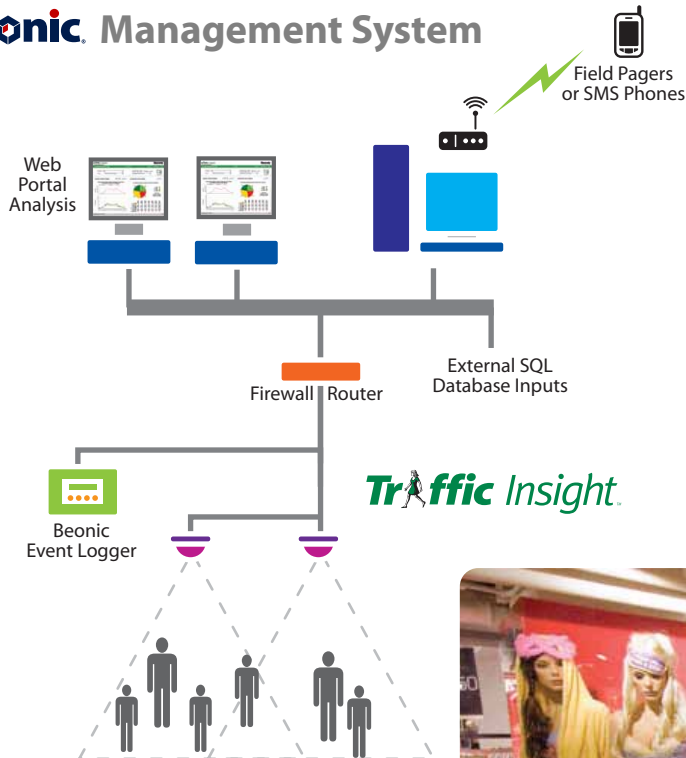 onic. Management System
Field Pagers
or SMS Phones
Web
Portal
Analysis
External SQL
Database Inputs
Firewall Router
Traffic Insight
Beonic
Event Logger